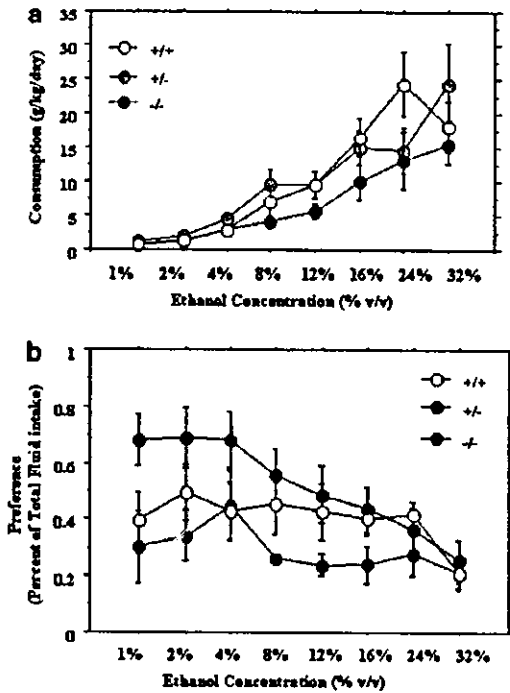 a
35
30
25
20
15
10
5
0
Consumption (g/kg/day)
+/+
+/-
-/-
1% 2% 4% 8% 12% 16% 24% 32%
Ethanol Concentration (% v/v)
b
1
0.8
0.6
0.4
0.2
0
Preference
(Percent of Total Fluid intake)
+/+
+/-
-/-
1% 2% 4% 8% 12% 16% 24% 32%
Ethanol Concentration (% v/v)